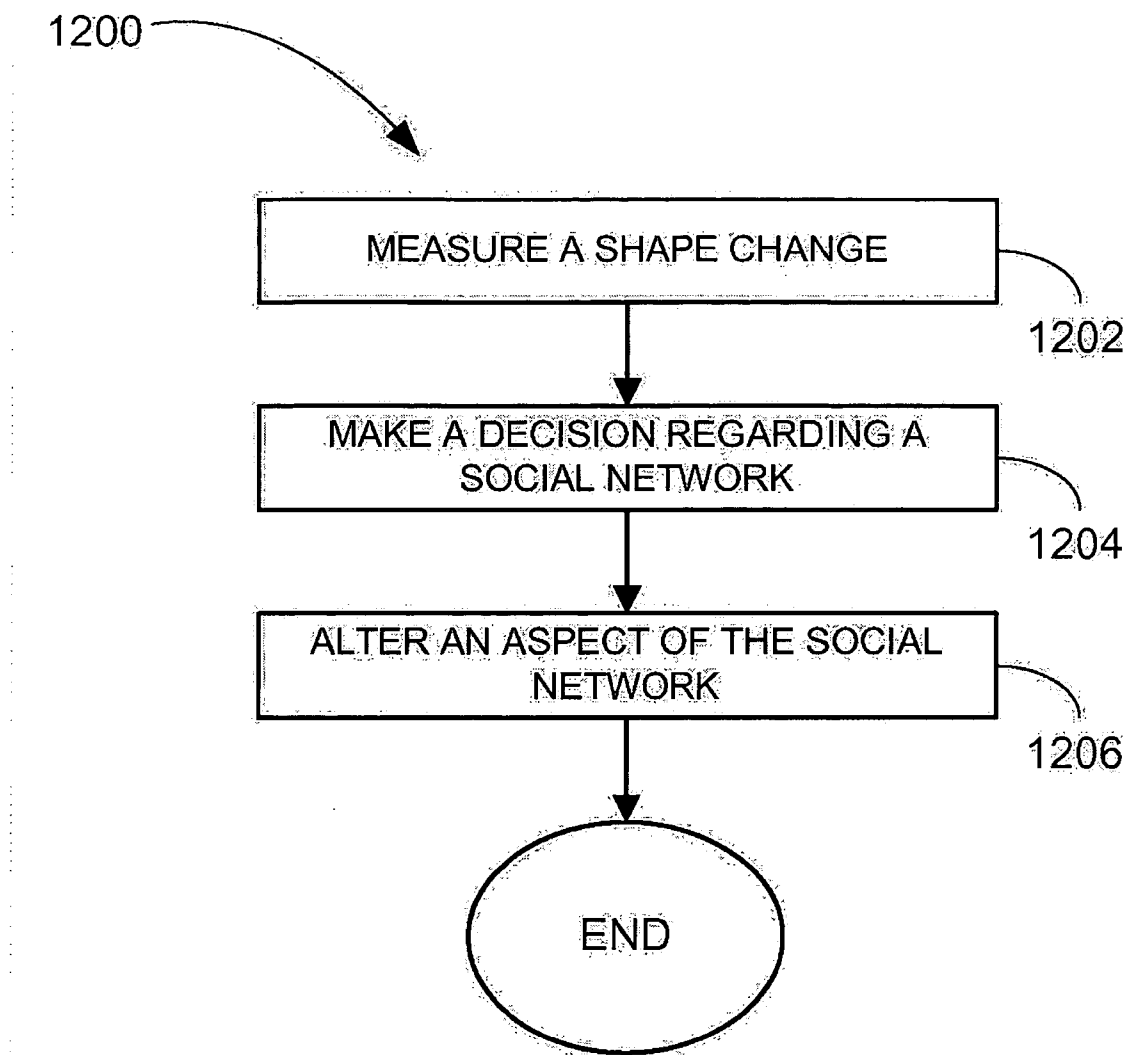 1200
MEASURE A SHAPE CHANGE
1202
MAKE A DECISION REGARDING A
SOCIAL NETWORK
1204
ALTER AN ASPECT OF THE SOCIAL
NETWORK
1206
END